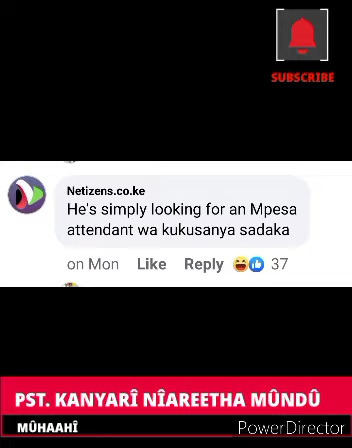 SUBSCRIBE
Netizens.co.ke
He's simply looking for an Mpesa
attendant wa kukusanya sadaka
on Mon Like Reply 37
PST. KANYARÎ NÎAREETHA MÛNDÛ
MÛHAAHÎ
PowerDirector